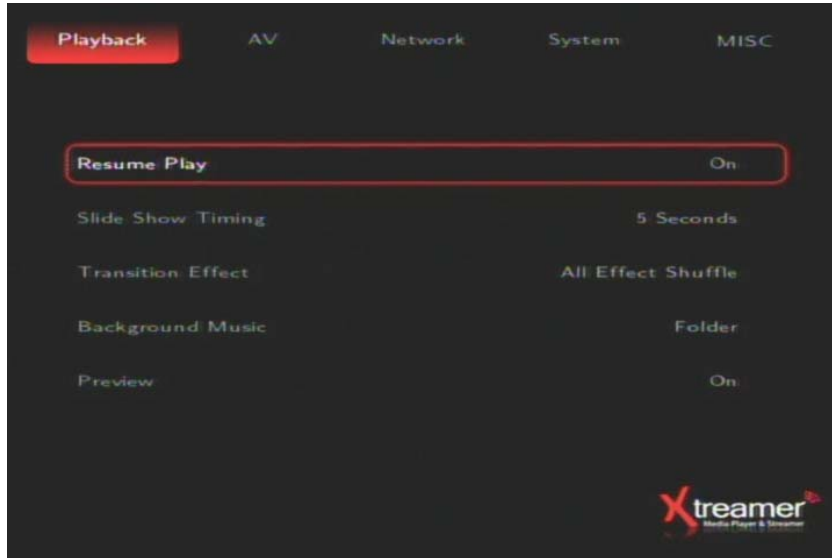 Playback AV Network System MISC
Resume Play On
Slide Show Timing 5 Seconds
Transition Effect All Effect Shuffle
Background Music Folder
Preview On
Xtreamer
Media Player & Streamer